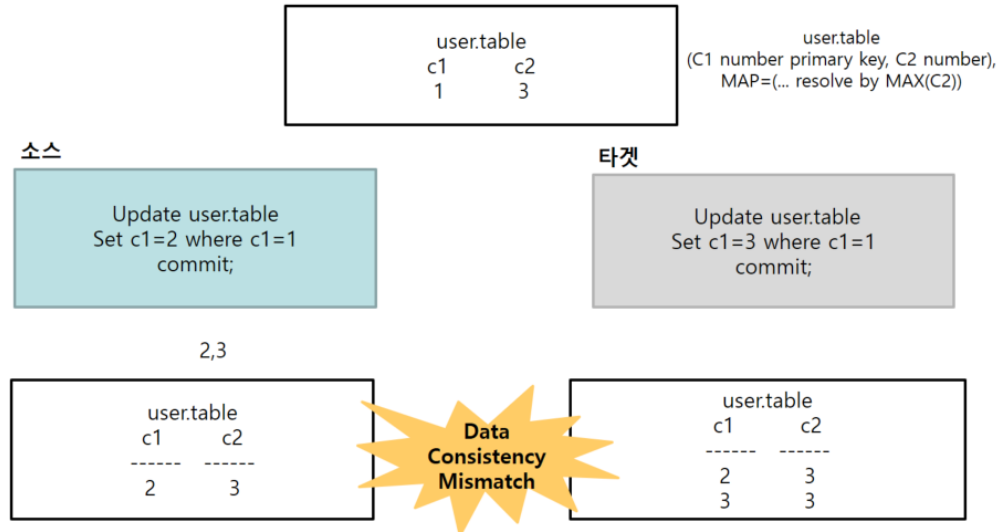 user.table
c1 c2
1 3
user.table
(C1 number primary key, C2 number),
MAP=(... resolve by MAX(C2))
소스
Update user.table
Set c1=2 where c1=1
commit;
타겟
Update user.table
Set c1=3 where c1=1
commit;
2,3
user.table
c1 c2
------ ------
2 3
Data
Consistency
Mismatch
user.table
c1 c2
------ ------
2 3
3 3